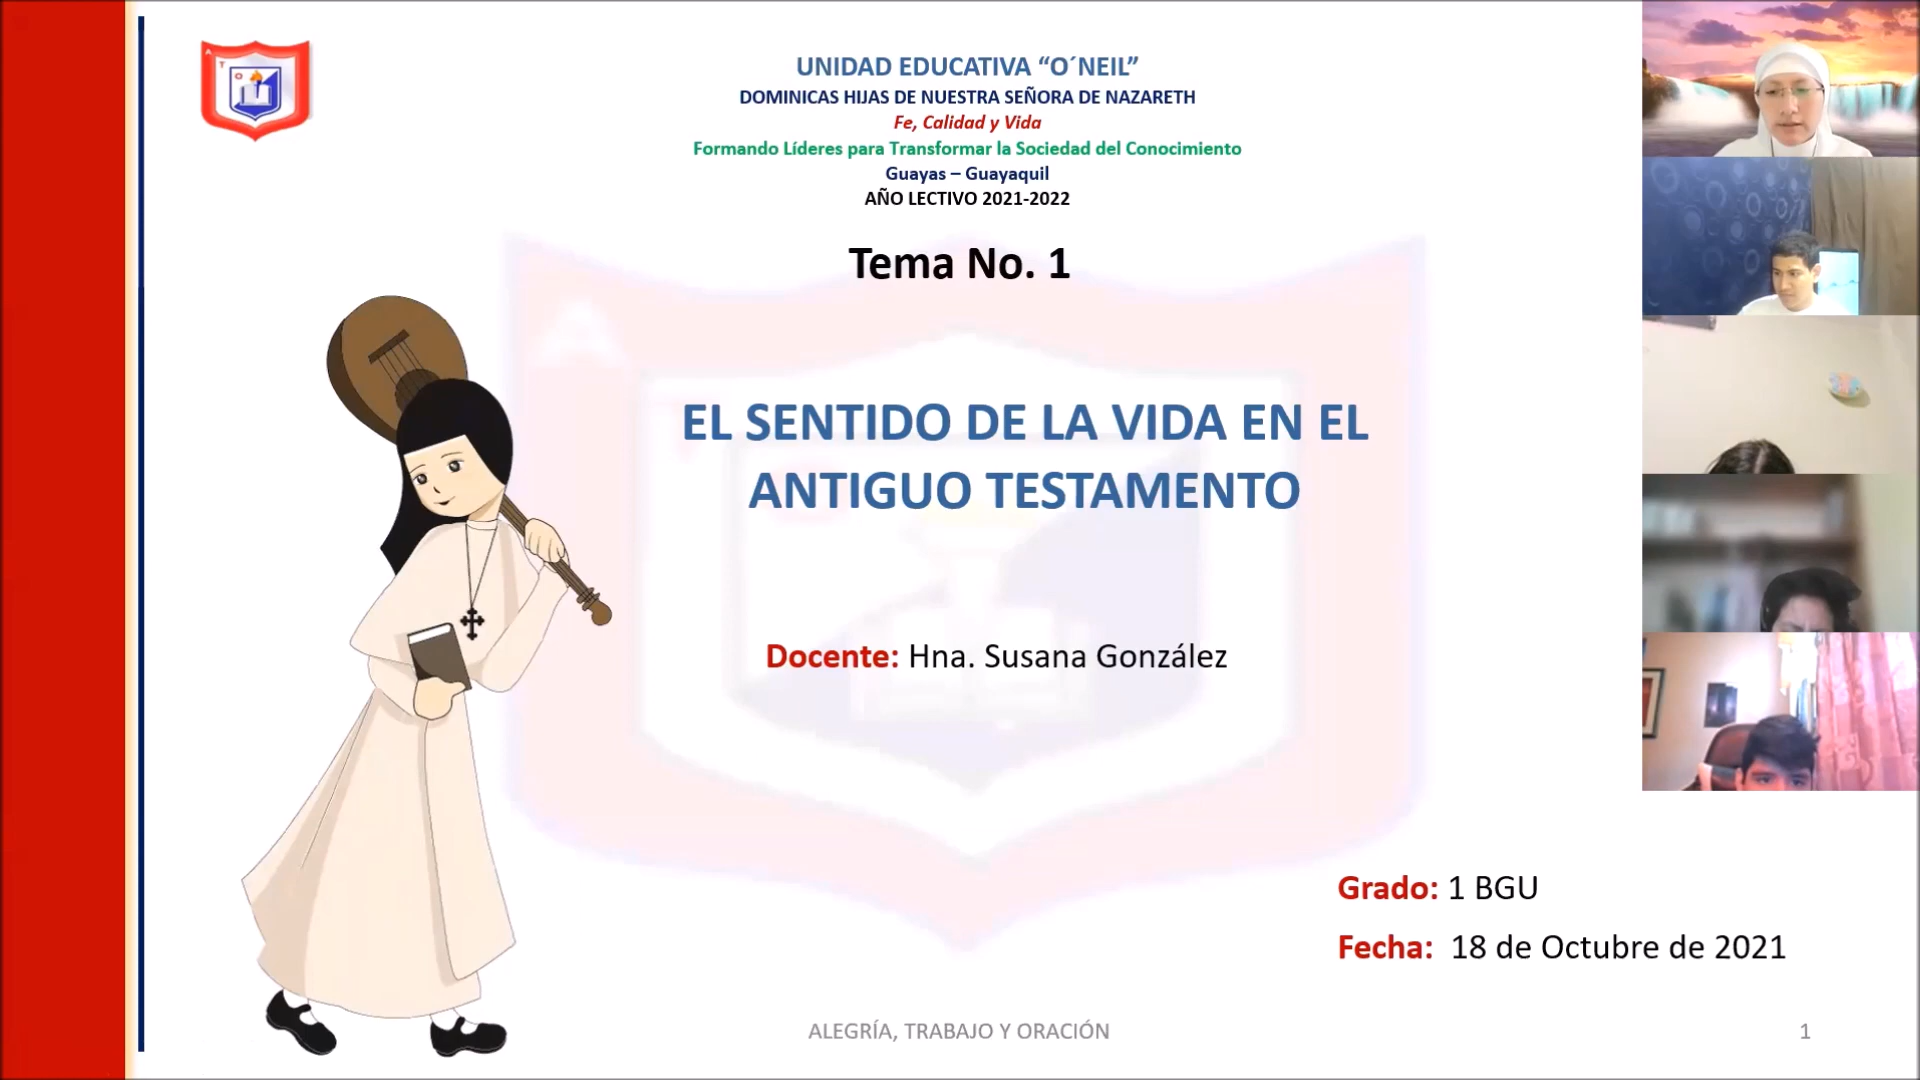 A
T
O
UNIDAD EDUCATIVA “O´NEIL”
DOMINICAS HIJAS DE NUESTRA SEÑORA DE NAZARETH
Fe, Calidad y Vida
Formando Líderes para Transformar la Sociedad del Conocimiento
Guayas – Guayaquil
AÑO LECTIVO 2021-2022
Tema No. 1
EL SENTIDO DE LA VIDA EN EL
ANTIGUO TESTAMENTO
Docente: Hna. Susana González
Grado: 1 BGU
Fecha: 18 de Octubre de 2021
ALEGRÍA, TRABAJO Y ORACIÓN
1